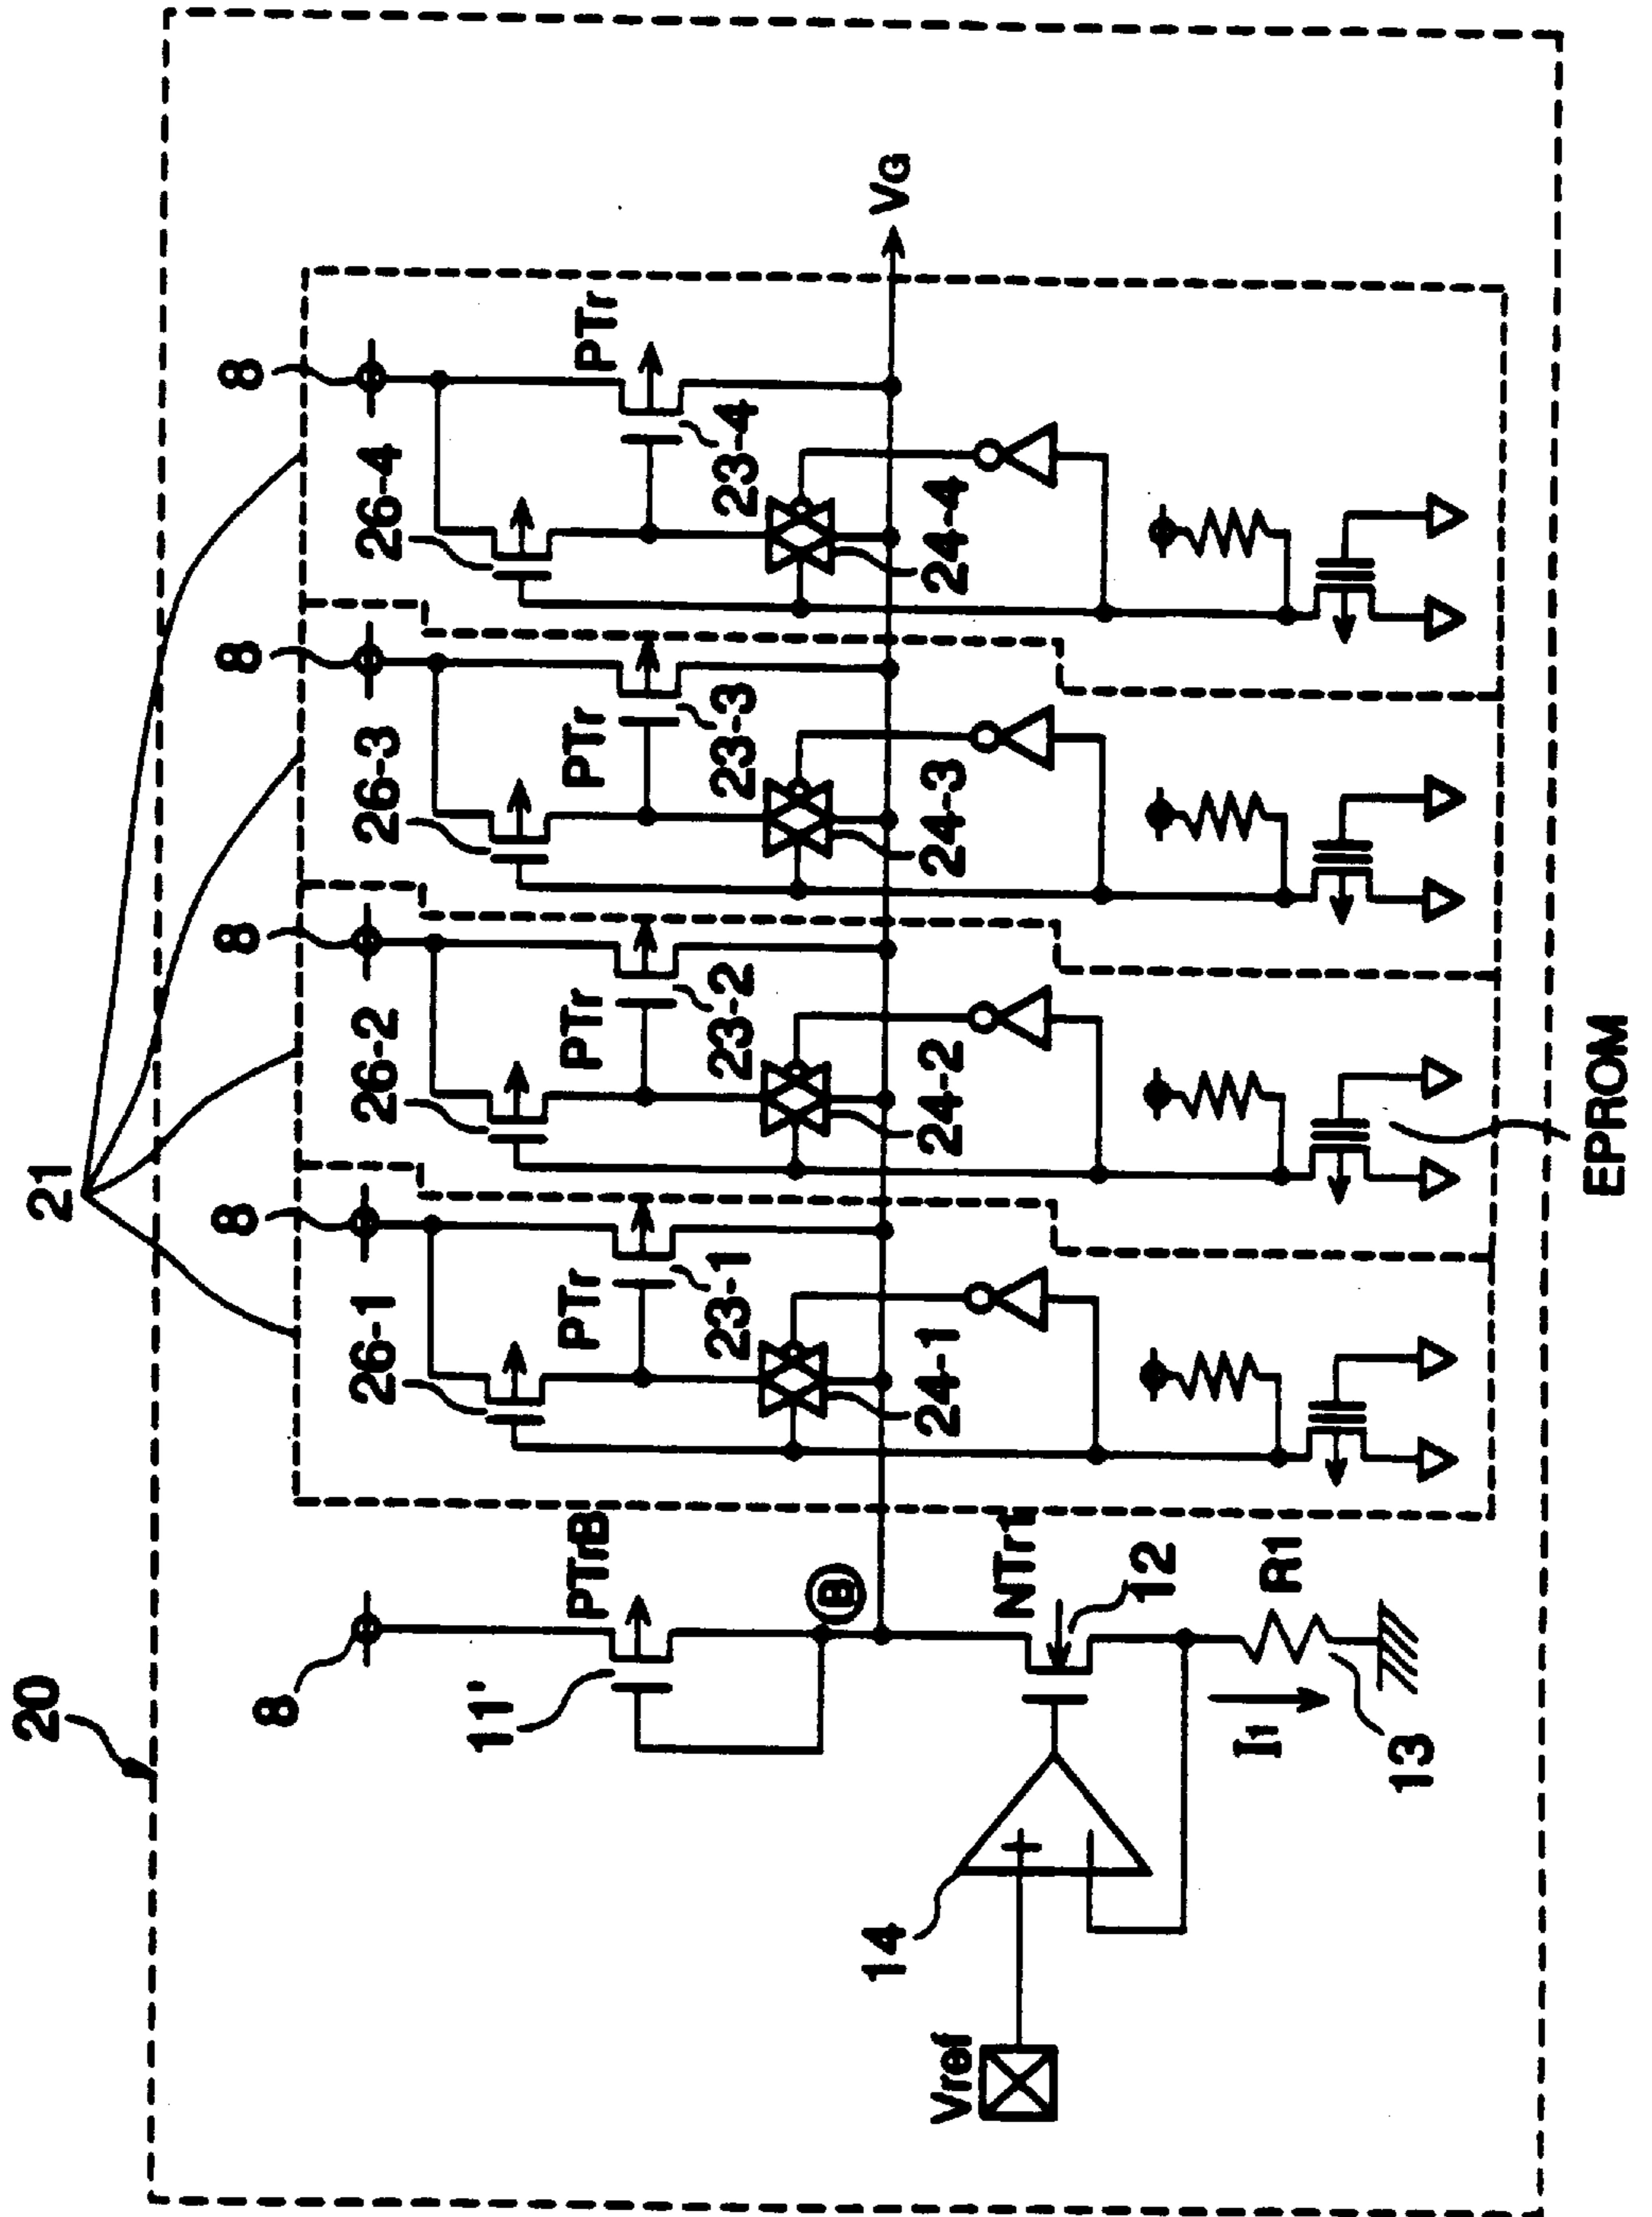 20
21
8
8
8
8
8
26-1
26-2
26-3
26-4
11'
PTrB
PTr
PTr
PTr
PTr
23-1
23-2
23-3
23-4
B
VG
24-1
24-2
24-3
24-4
14
Vref
+
−
NTr1
12
I1
R1
13
EPROM